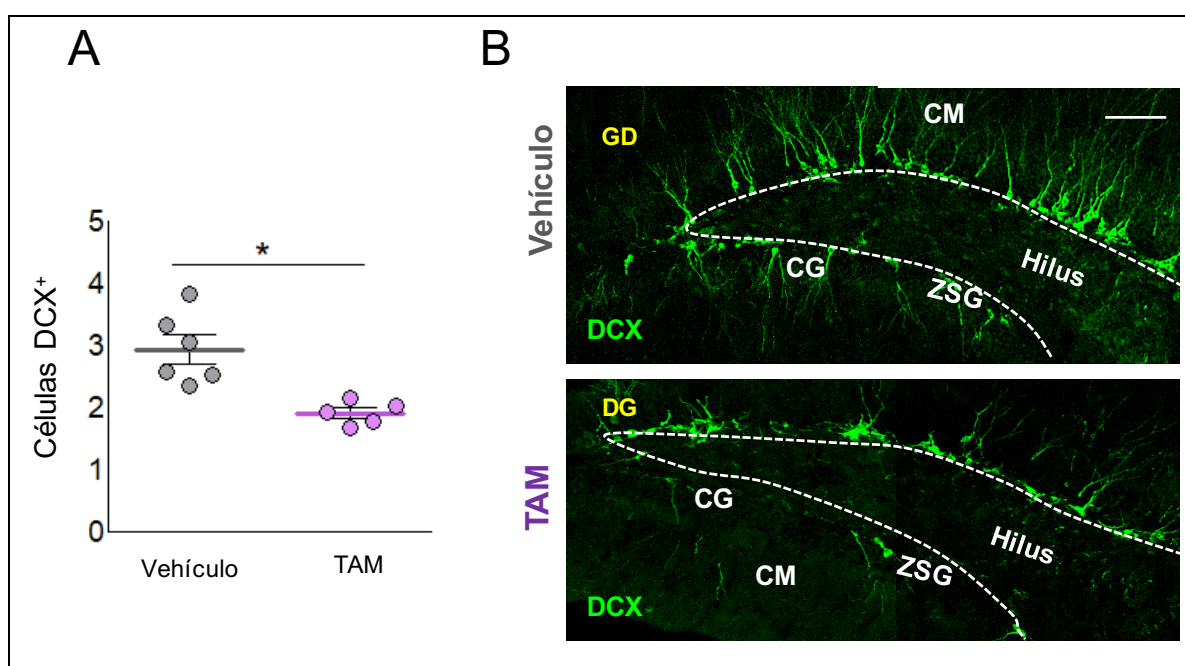 A
Células DCX⁺
5
4
3
2
1
0
*
Vehículo
TAM
B
Vehículo
GD
CM
CG
ZSG
Hilus
DCX
TAM
DG
CG
CM
ZSG
Hilus
DCX